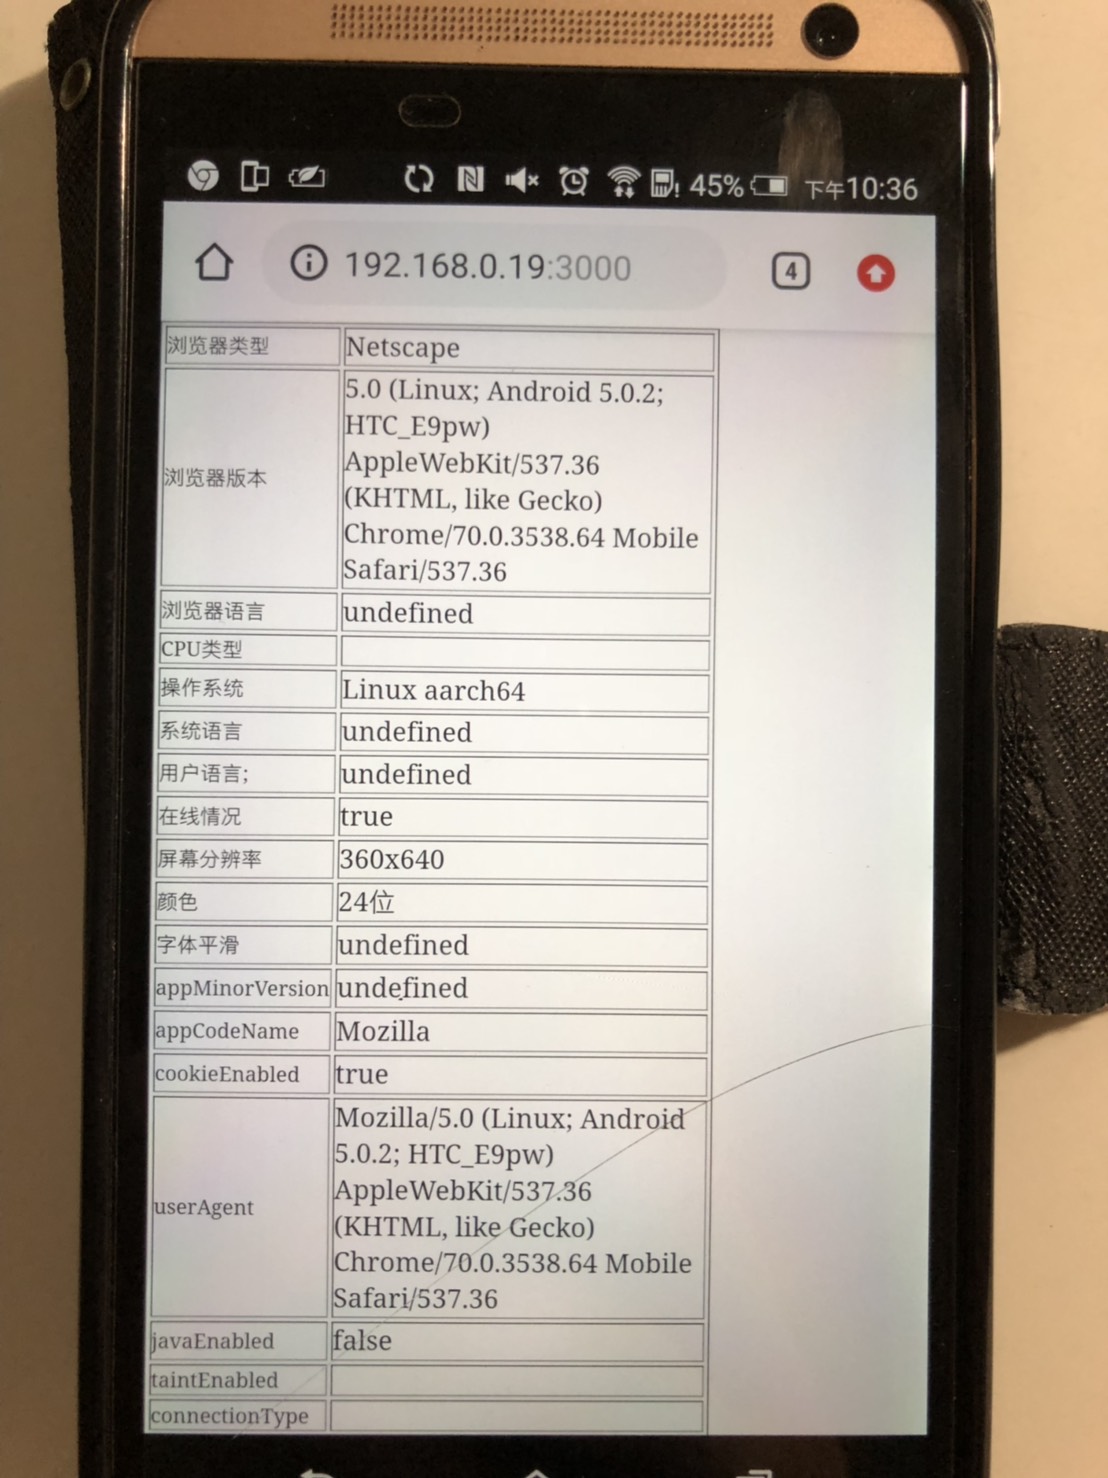 45% 下午10:36
192.168.0.19:3000 4
浏览器类型 Netscape
浏览器版本 5.0 (Linux; Android 5.0.2;
HTC_E9pw)
AppleWebKit/537.36
(KHTML, like Gecko)
Chrome/70.0.3538.64 Mobile
Safari/537.36
浏览器语言 undefined
CPU类型
操作系统 Linux aarch64
系统语言 undefined
用户语言; undefined
在线情况 true
屏幕分辨率 360x640
颜色 24位
字体平滑 undefined
appMinorVersion undefined
appCodeName Mozilla
cookieEnabled true
userAgent Mozilla/5.0 (Linux; Android
5.0.2; HTC_E9pw)
AppleWebKit/537.36
(KHTML, like Gecko)
Chrome/70.0.3538.64 Mobile
Safari/537.36
javaEnabled false
taintEnabled
connectionType